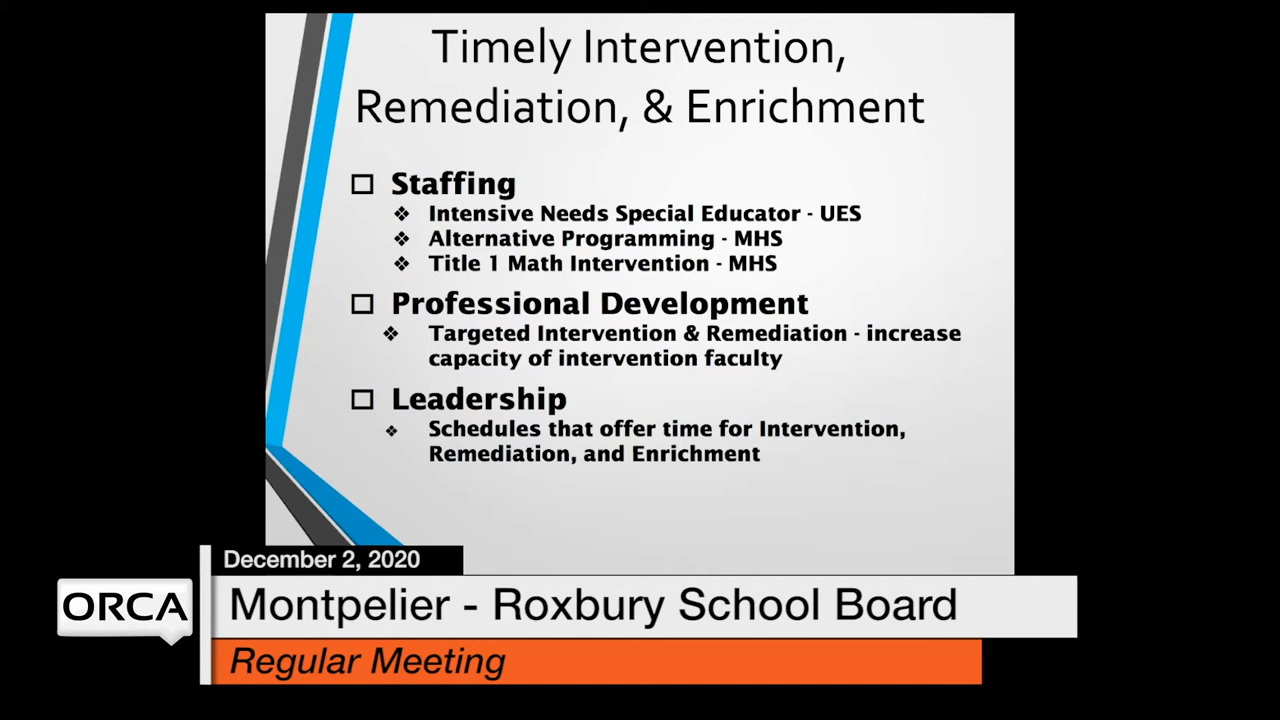 Timely Intervention,
Remediation, & Enrichment
Staffing
Intensive Needs Special Educator - UES
Alternative Programming - MHS
Title 1 Math Intervention - MHS
Professional Development
Targeted Intervention & Remediation - increase
capacity of intervention faculty
Leadership
Schedules that offer time for Intervention,
Remediation, and Enrichment
December 2, 2020
ORCA
Montpelier - Roxbury School Board
Regular Meeting